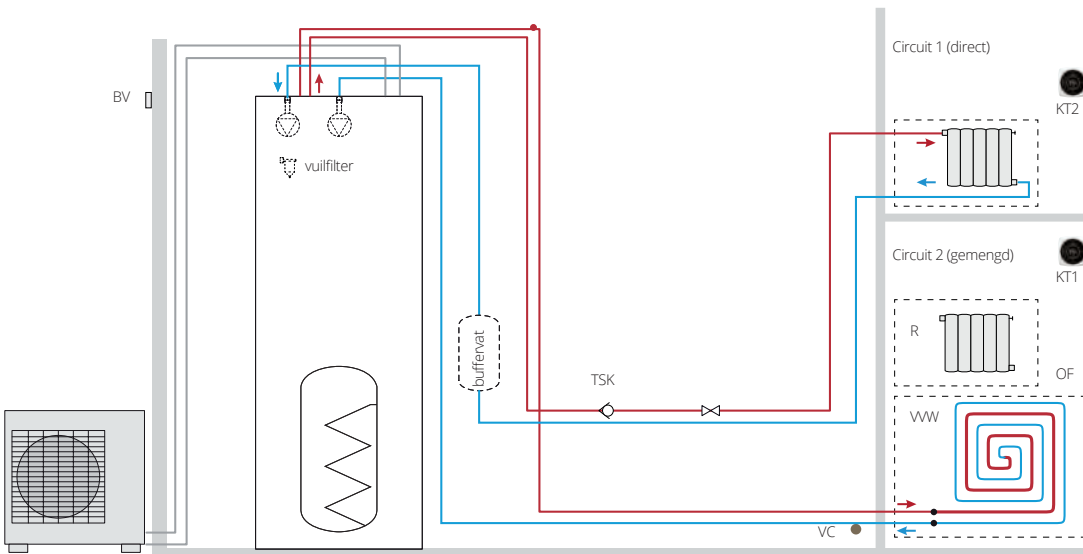 Circuit 1 (direct)
BV
KT2
vuilfilter
Circuit 2 (gemengd)
KT1
R
buffervat
OF
TSK
VVW
VC